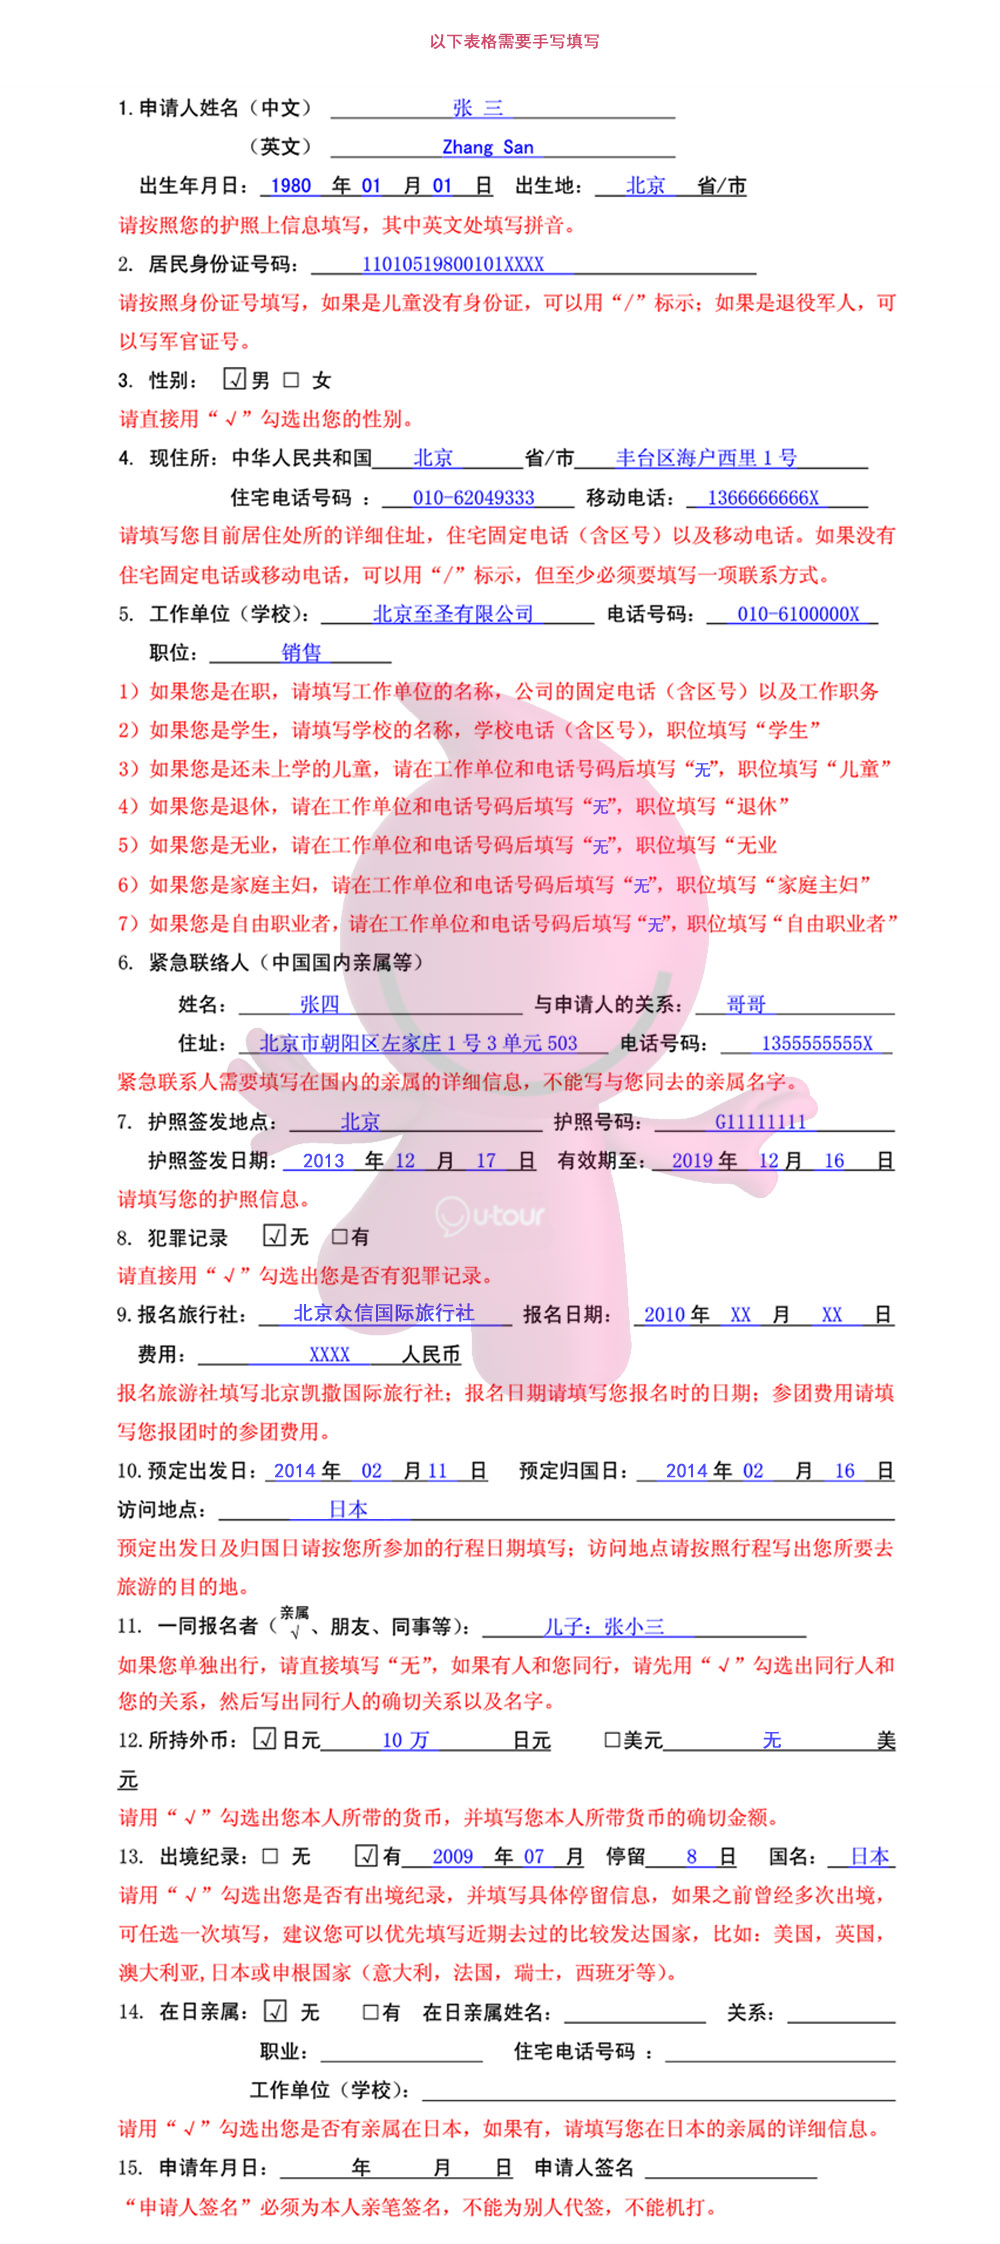 以下表格需要手写填写
1.申请人姓名（中文） 张 三
（英文） Zhang San
出生年月日： 1980 年 01 月 01 日 出生地： 北京 省/市
请按照您的护照上信息填写，其中英文处填写拼音。
2. 居民身份证号码： 11010519800101XXXX
请按照身份证号填写，如果是儿童没有身份证，可以用“/”标示；如果是退役军人，可
以写军官证号。
3. 性别： ☑男 □ 女
请直接用“√”勾选出您的性别。
4. 现住所：中华人民共和国 北京 省/市 丰台区海户西里1号
住宅电话号码 ： 010-62049333 移动电话： 1366666666X
请填写您目前居住处所的详细住址，住宅固定电话（含区号）以及移动电话。如果没有
住宅固定电话或移动电话，可以用“/”标示，但至少必须要填写一项联系方式。
5. 工作单位（学校）： 北京至圣有限公司 电话号码： 010-6100000X
职位： 销售
1）如果您是在职，请填写工作单位的名称，公司的固定电话（含区号）以及工作职务
2）如果您是学生，请填写学校的名称，学校电话（含区号），职位填写“学生”
3）如果您是还未上学的儿童，请在工作单位和电话号码后填写“无”，职位填写“儿童”
4）如果您是退休，请在工作单位和电话号码后填写“无”，职位填写“退休”
5）如果您是无业，请在工作单位和电话号码后填写“无”，职位填写“无业
6）如果您是家庭主妇，请在工作单位和电话号码后填写“无”，职位填写“家庭主妇”
7）如果您是自由职业者，请在工作单位和电话号码后填写“无”，职位填写“自由职业者”
6. 紧急联络人（中国国内亲属等）
姓名： 张四 与申请人的关系： 哥哥
住址： 北京市朝阳区左家庄1号3单元503 电话号码： 1355555555X
紧急联系人需要填写在国内的亲属的详细信息，不能写与您同去的亲属名字。
7. 护照签发地点： 北京 护照号码： G11111111
护照签发日期： 2013 年 12 月 17 日 有效期至： 2019 年 12 月 16 日
请填写您的护照信息。
u-tour
8. 犯罪记录 ☑无 □有
请直接用“√”勾选出您是否有犯罪记录。
9.报名旅行社： 北京众信国际旅行社 报名日期： 2010 年 XX 月 XX 日
费用： XXXX 人民币
报名旅游社填写北京凯撒国际旅行社；报名日期请填写您报名时的日期；参团费用请填
写您报团时的参团费用。
10.预定出发日： 2014 年 02 月 11 日 预定归国日： 2014 年 02 月 16 日
访问地点： 日本
预定出发日及归国日请按您所参加的行程日期填写；访问地点请按照行程写出您所要去
旅游的目的地。
11. 一同报名者（亲属√、朋友、同事等）： 儿子：张小三
如果您单独出行，请直接填写“无”，如果有人和您同行，请先用“√”勾选出同行人和
您的关系，然后写出同行人的确切关系以及名字。
12.所持外币：☑日元 10万 日元 □美元 无 美
元
请用“√”勾选出您本人所带的货币，并填写您本人所带货币的确切金额。
13. 出境纪录：□ 无 ☑有 2009 年 07 月 停留 8 日 国名： 日本
请用“√”勾选出您是否有出境纪录，并填写具体停留信息，如果之前曾经多次出境，
可任选一次填写，建议您可以优先填写近期去过的比较发达国家，比如：美国，英国，
澳大利亚,日本或申根国家（意大利，法国，瑞士，西班牙等）。
14. 在日亲属：☑ 无 □有 在日亲属姓名： 关系：
职业： 住宅电话号码 ：
工作单位（学校）：
请用“√”勾选出您是否有亲属在日本，如果有，请填写您在日本的亲属的详细信息。
15. 申请年月日： 年 月 日 申请人签名
“申请人签名”必须为本人亲笔签名，不能为别人代签，不能机打。